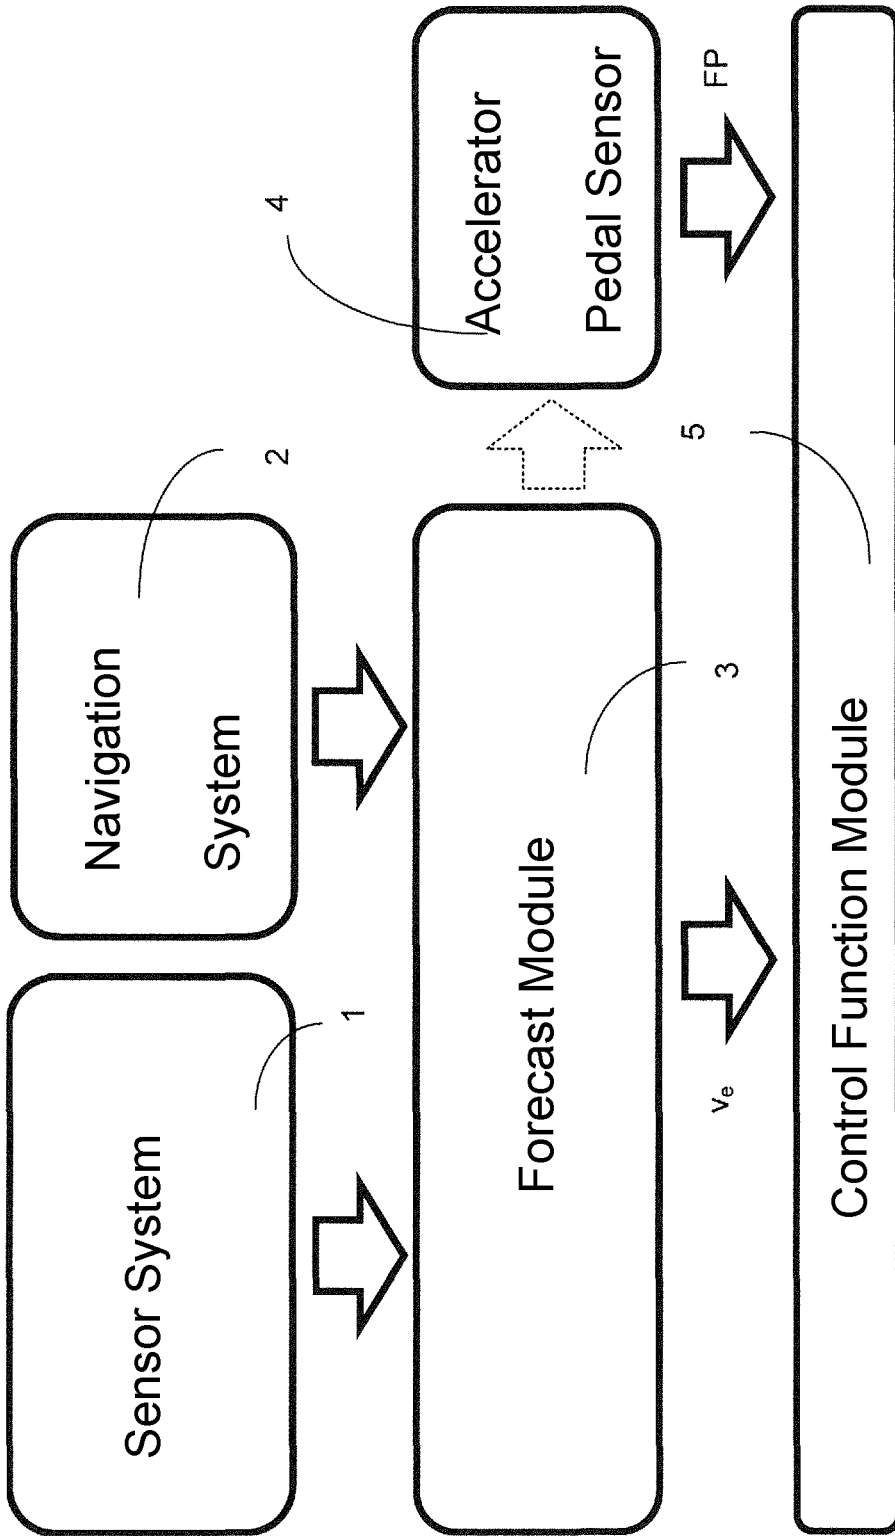 Sensor System
1
Navigation
System
2
Forecast Module
3
Accelerator
Pedal Sensor
4
vₑ
FP
Control Function Module
5